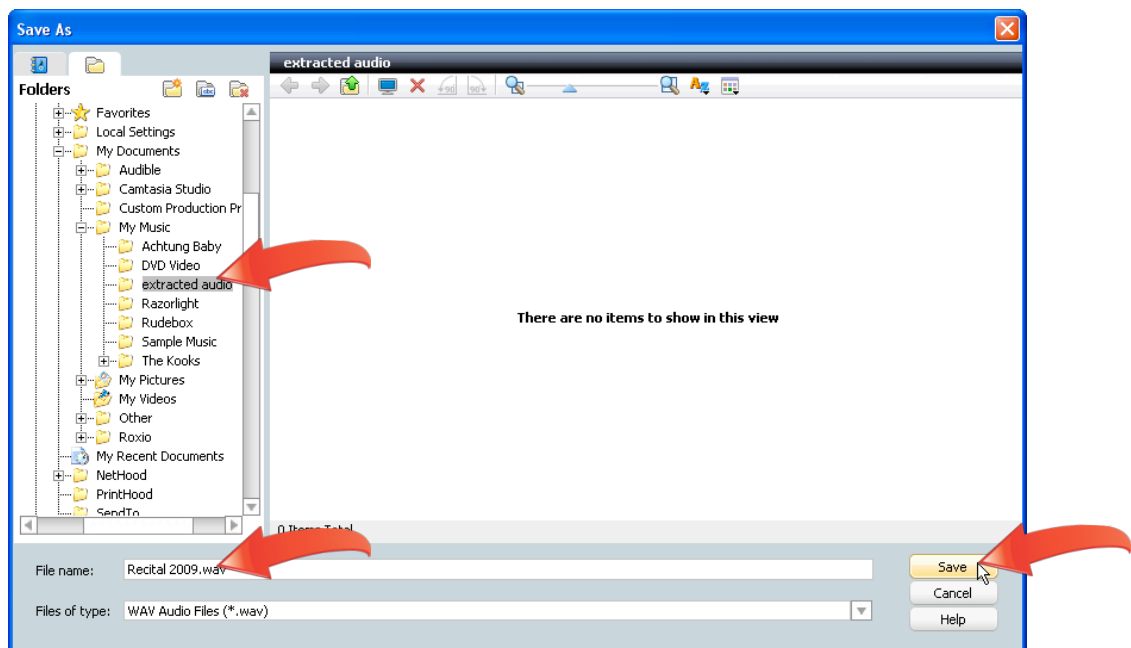 Save As
Folders
Favorites
Local Settings
My Documents
Audible
Camtasia Studio
Custom Production Pr
My Music
Achtung Baby
DVD Video
extracted audio
Razorlight
Rudebox
Sample Music
The Kooks
My Pictures
My Videos
Other
Roxio
My Recent Documents
NetHood
PrintHood
SendTo
extracted audio
There are no items to show in this view
0 Items Total
File name: Recital 2009.wav
Files of type: WAV Audio Files (*.wav)
Save
Cancel
Help